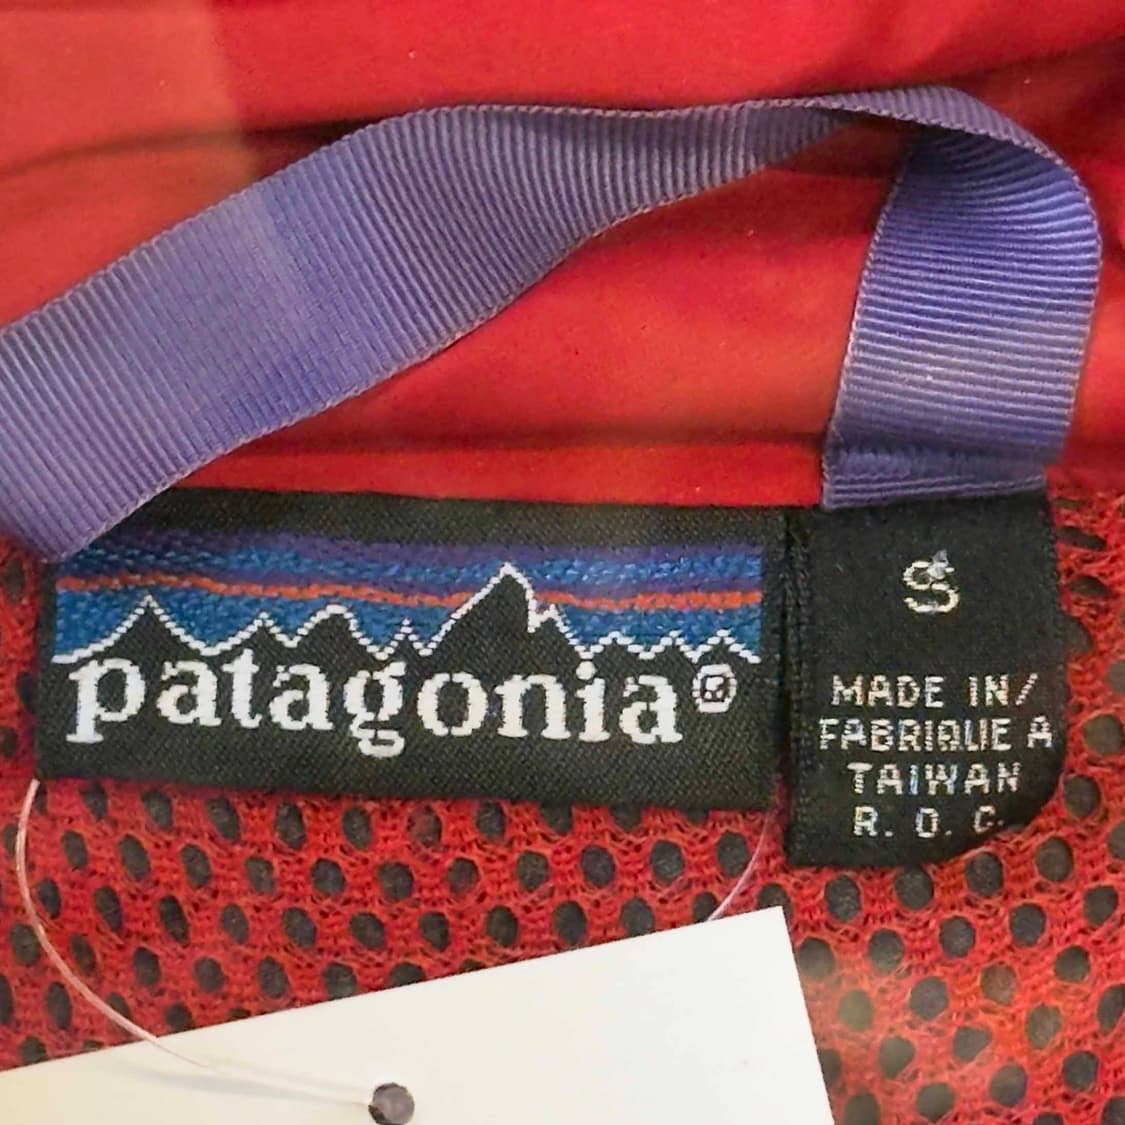 patagonia®
S
MADE IN/
FABRIQUE A
TAIWAN
R. O. C.